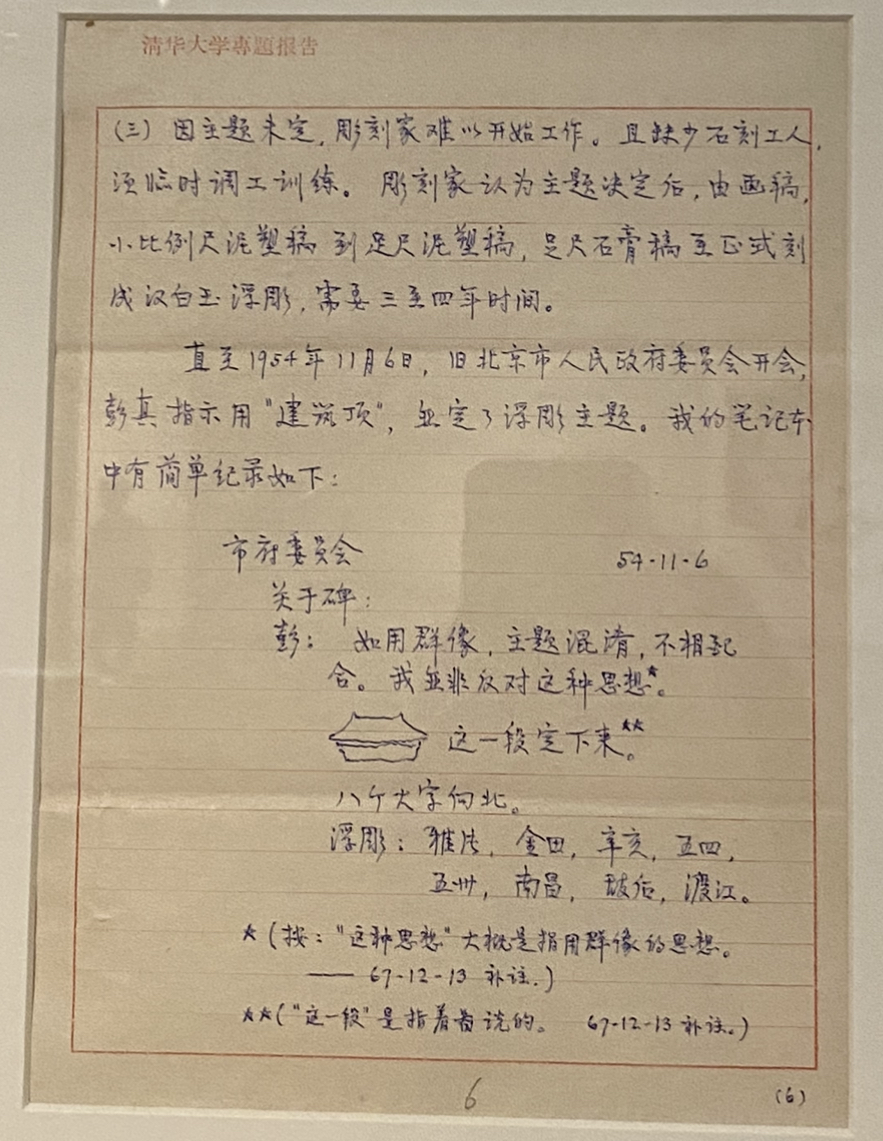 清华大学專題报告
(三) 因主题未定，彫刻家难以开始工作。且缺少石刻工人，
须临时调工训练。彫刻家认为主题决定后，由画稿，
小比例尺泥塑稿到足尺泥塑稿，足尺石膏稿至正式刻
成汉白玉浮彫，需要三至四年时间。
直至1954年11月6日，旧北京市人民政府委员会开会，
彭真指示用"建筑顶"，並定了浮彫主题。我的笔记本
中有简单纪录如下：
市府委员会 54-11-6
关于碑：
彭： 如用群像，主题混淆，不相配
合。我並非反对这种思想*。
这一段定下来**。
八个大字向北。
浮彫：雅片，金田，辛亥，五四，
五卅，南昌，敌后，渡江。
★(按："这种思想"大概是指用群像的思想。
—— 67-12-13 补注.)
★★("这一段"是指着畵说的。 67-12-13 补注。)
6
(6)